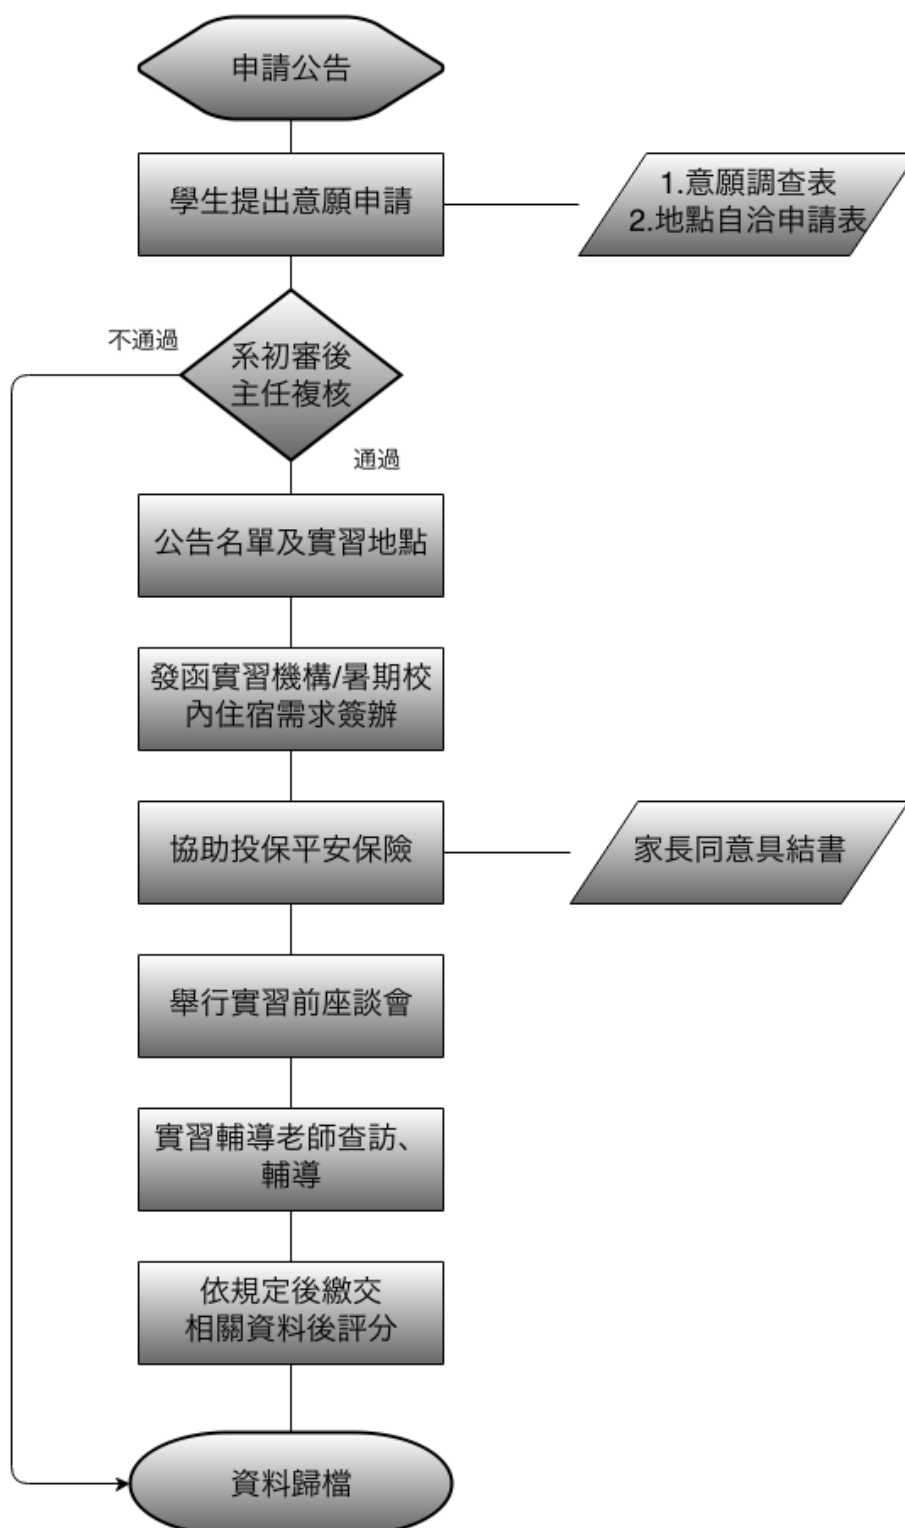 申請公告
學生提出意願申請
1.意願調查表
2.地點自洽申請表
不通過
系初審後
主任複核
通過
公告名單及實習地點
發函實習機構/暑期校
內住宿需求簽辦
協助投保平安保險
家長同意具結書
舉行實習前座談會
實習輔導老師查訪、
輔導
依規定後繳交
相關資料後評分
資料歸檔